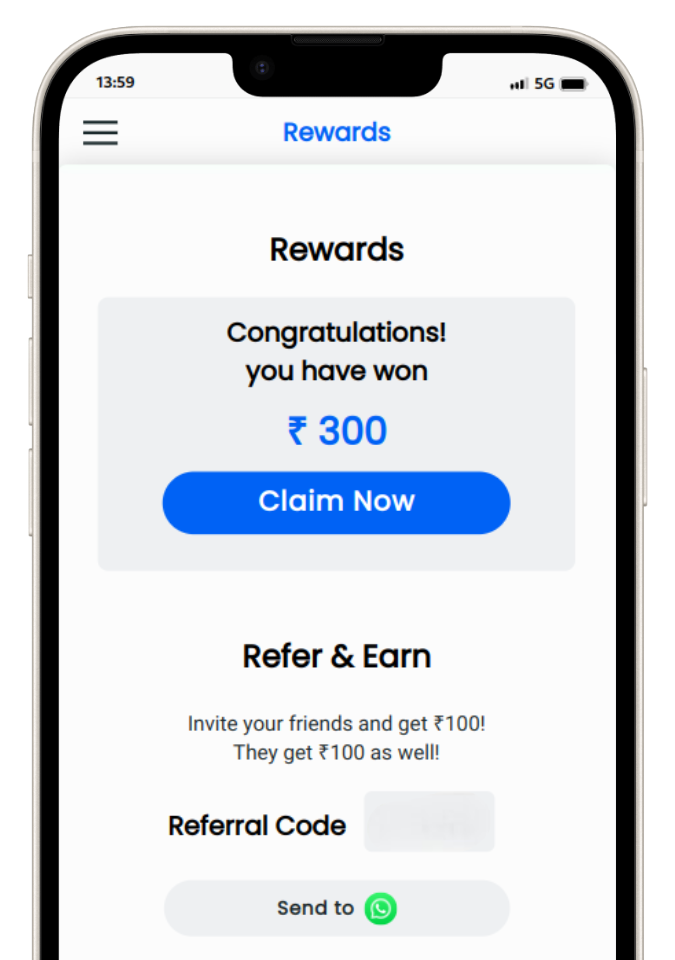 13:59
5G
Rewards
Rewards
Congratulations!
you have won
₹ 300
Claim Now
Refer & Earn
Invite your friends and get ₹100!
They get ₹100 as well!
Referral Code
Send to